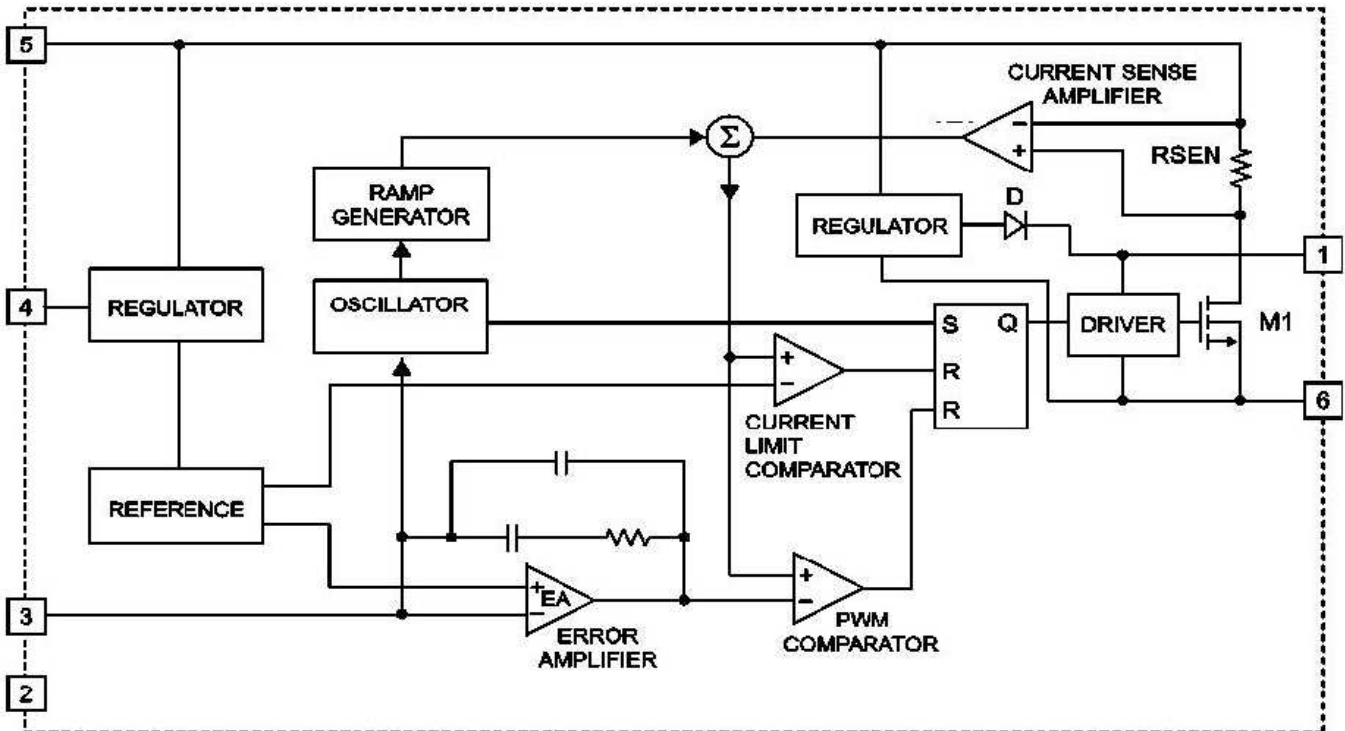 5
CURRENT SENSE
AMPLIFIER
Σ
−
+
RSEN
RAMP
GENERATOR
D
REGULATOR
1
4
REGULATOR
OSCILLATOR
S
Q
DRIVER
M1
+
−
R
R
6
CURRENT
LIMIT
COMPARATOR
REFERENCE
+
−
EA
+
−
3
ERROR
AMPLIFIER
PWM
COMPARATOR
2